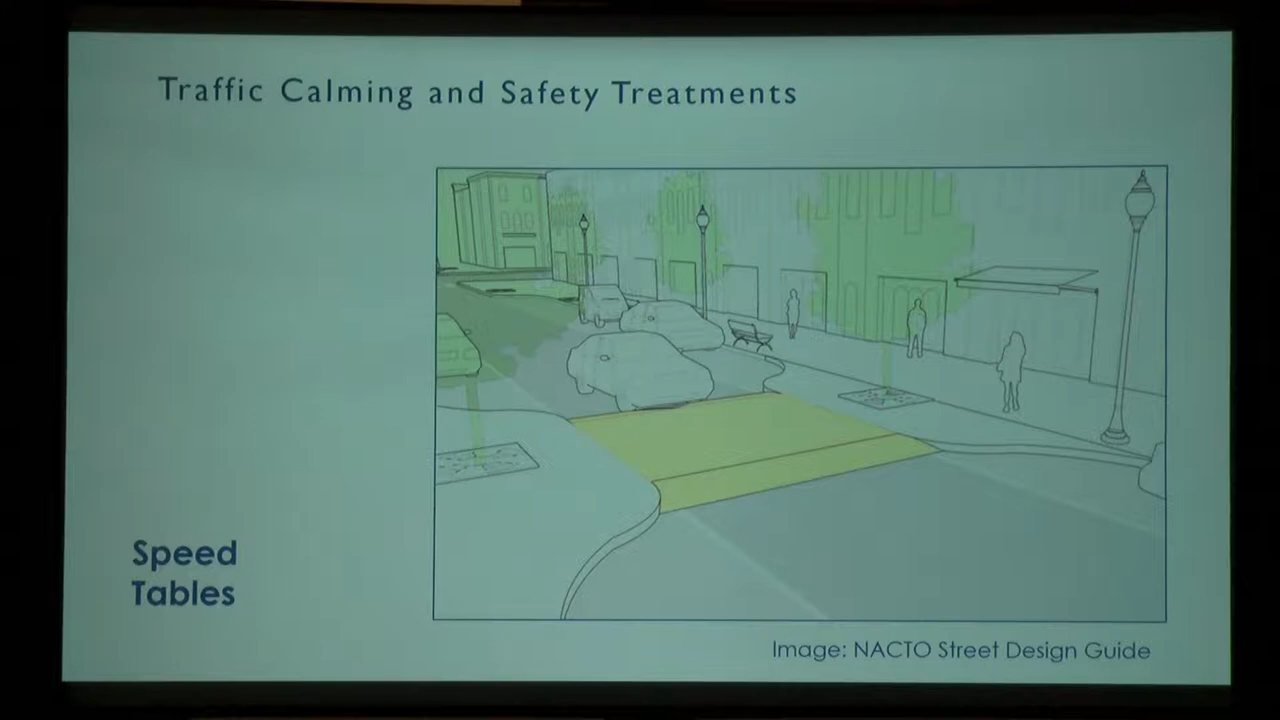 Traffic Calming and Safety Treatments
Speed
Tables
Image: NACTO Street Design Guide